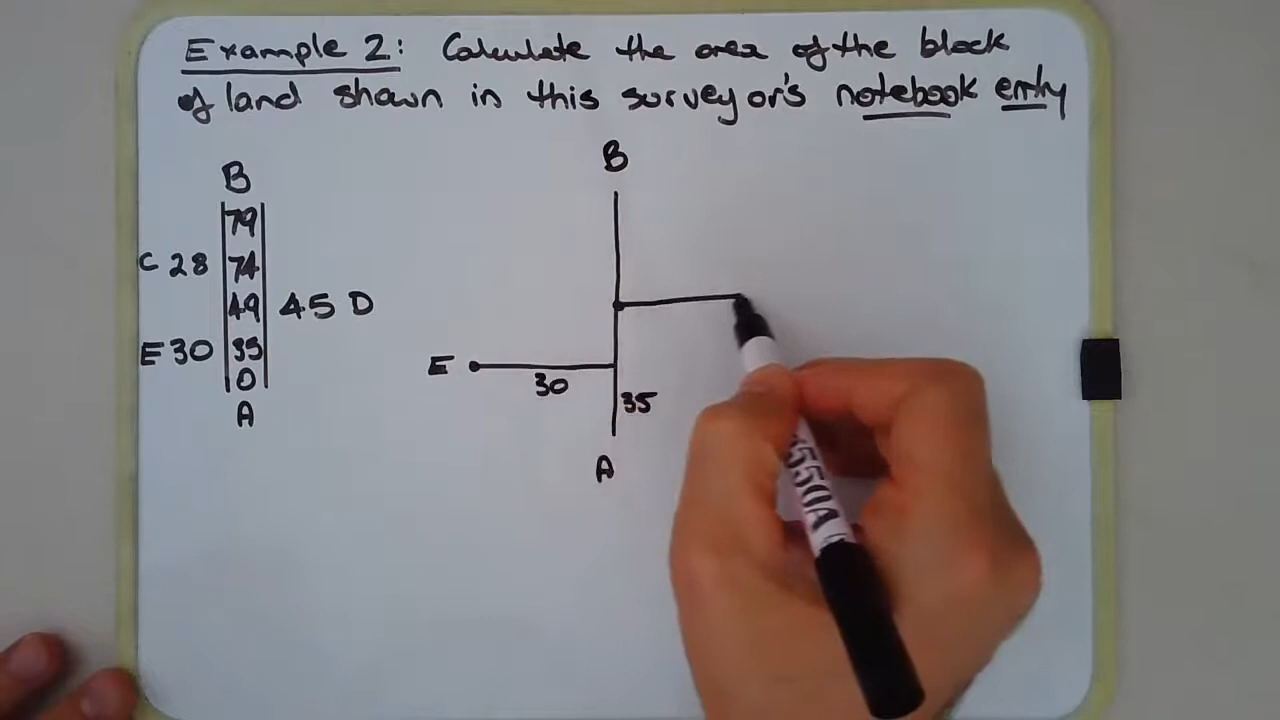 Example 2: Calculate the area of the block
of land shown in this surveyor's notebook entry
B
79
C 28 74
49 45 D
E 30 35
0
A
B
E
30
35
A
550A